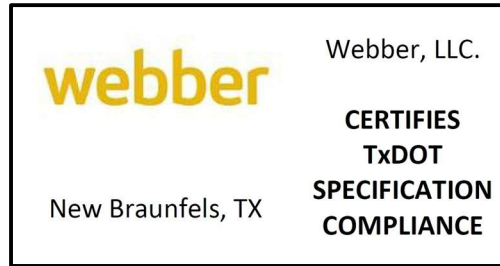 webber
New Braunfels, TX
Webber, LLC.
CERTIFIES
TxDOT
SPECIFICATION
COMPLIANCE